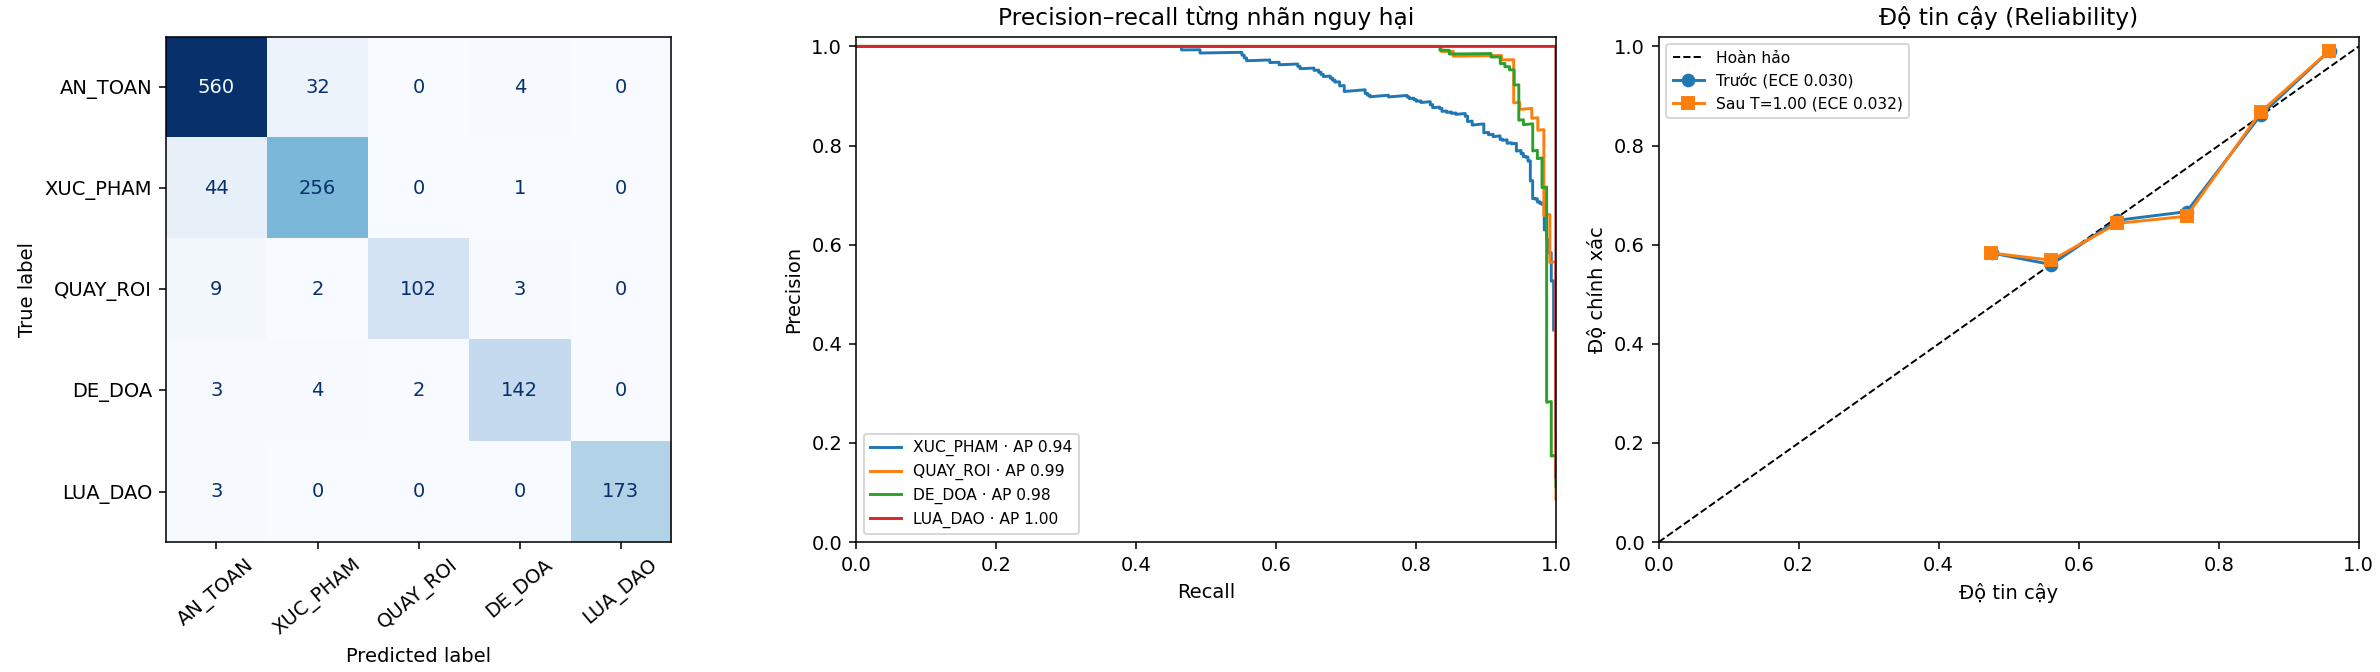 True label
AN_TOAN
XUC_PHAM
QUAY_ROI
DE_DOA
LUA_DAO
560 32 0 4 0
44 256 0 1 0
9 2 102 3 0
3 4 2 142 0
3 0 0 0 173
AN_TOAN
XUC_PHAM
QUAY_ROI
DE_DOA
LUA_DAO
Predicted label
Precision–recall từng nhãn nguy hại
Precision
1.0
0.8
0.6
0.4
0.2
0.0
XUC_PHAM · AP 0.94
QUAY_ROI · AP 0.99
DE_DOA · AP 0.98
LUA_DAO · AP 1.00
0.0 0.2 0.4 0.6 0.8 1.0
Recall
Độ tin cậy (Reliability)
Độ chính xác
1.0
0.8
0.6
0.4
0.2
0.0
Hoàn hảo
Trước (ECE 0.030)
Sau T=1.00 (ECE 0.032)
0.0 0.2 0.4 0.6 0.8 1.0
Độ tin cậy